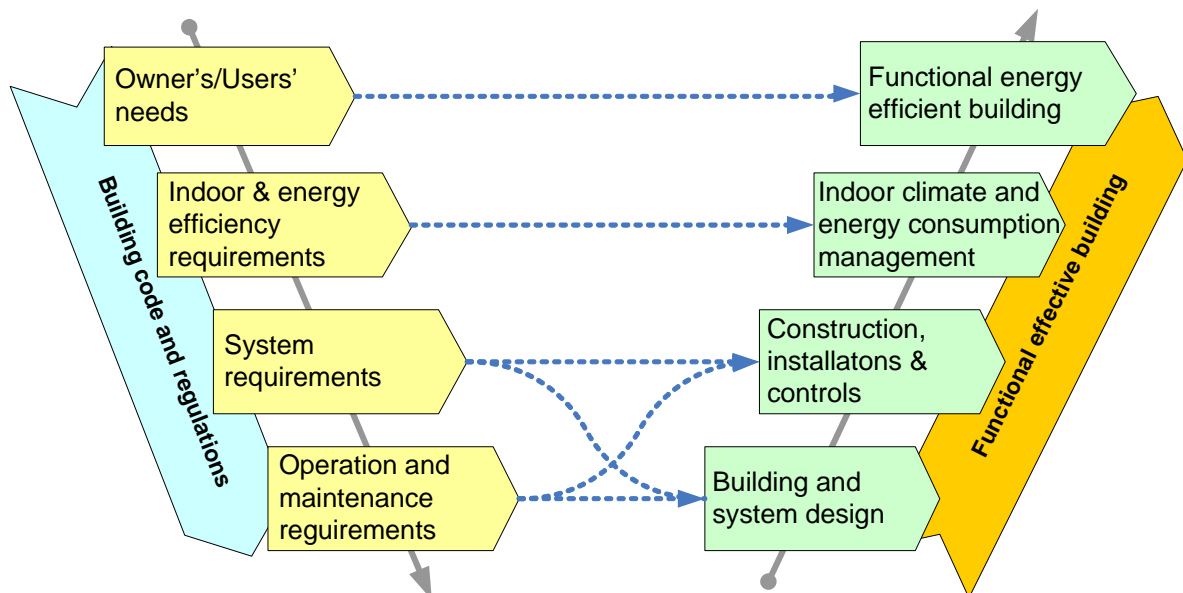 Owner's/Users'
needs
Functional energy
efficient building
Building code and regulations
Indoor & energy
efficiency
requirements
Indoor climate and
energy consumption
management
Functional effective building
System
requirements
Construction,
installatons &
controls
Operation and
maintenance
reguirements
Building and
system design